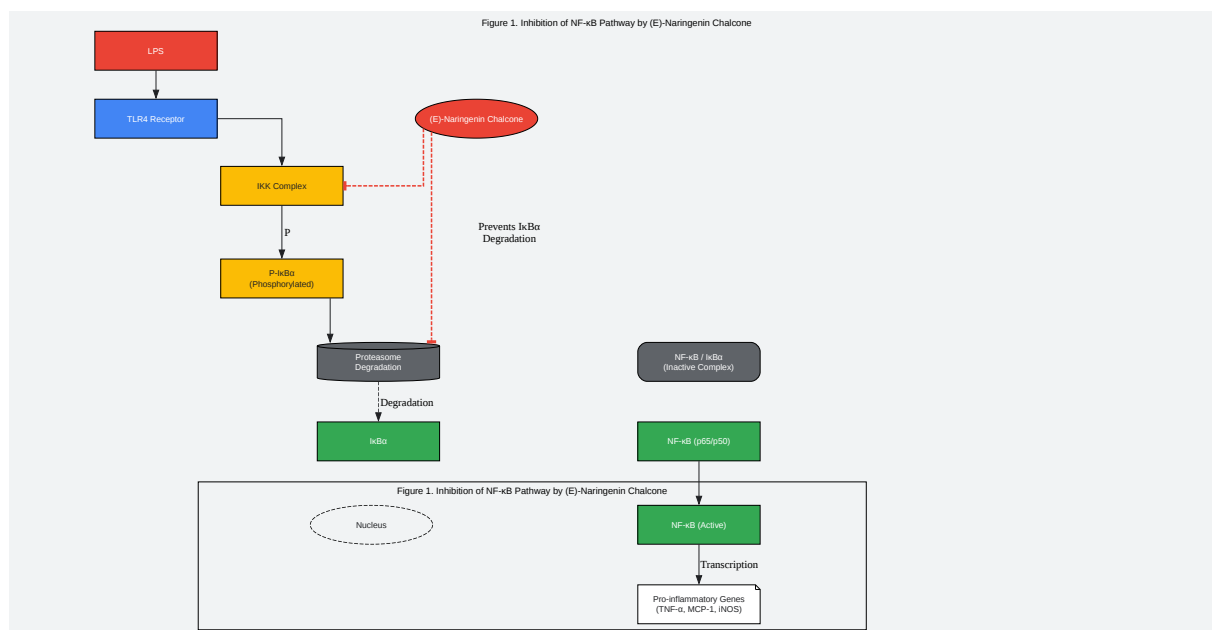 Figure 1. Inhibition of NF-κB Pathway by (E)-Naringenin Chalcone
LPS
TLR4 Receptor
(E)-Naringenin Chalcone
IKK Complex
P
Prevents IκBα
Degradation
P-IκBα
(Phosphorylated)
Proteasome
Degradation
NF-κB / IκBα
(Inactive Complex)
Degradation
IκBα
NF-κB (p65/p50)
Figure 1. Inhibition of NF-κB Pathway by (E)-Naringenin Chalcone
Nucleus
NF-κB (Active)
Transcription
Pro-inflammatory Genes
(TNF-α, MCP-1, iNOS)